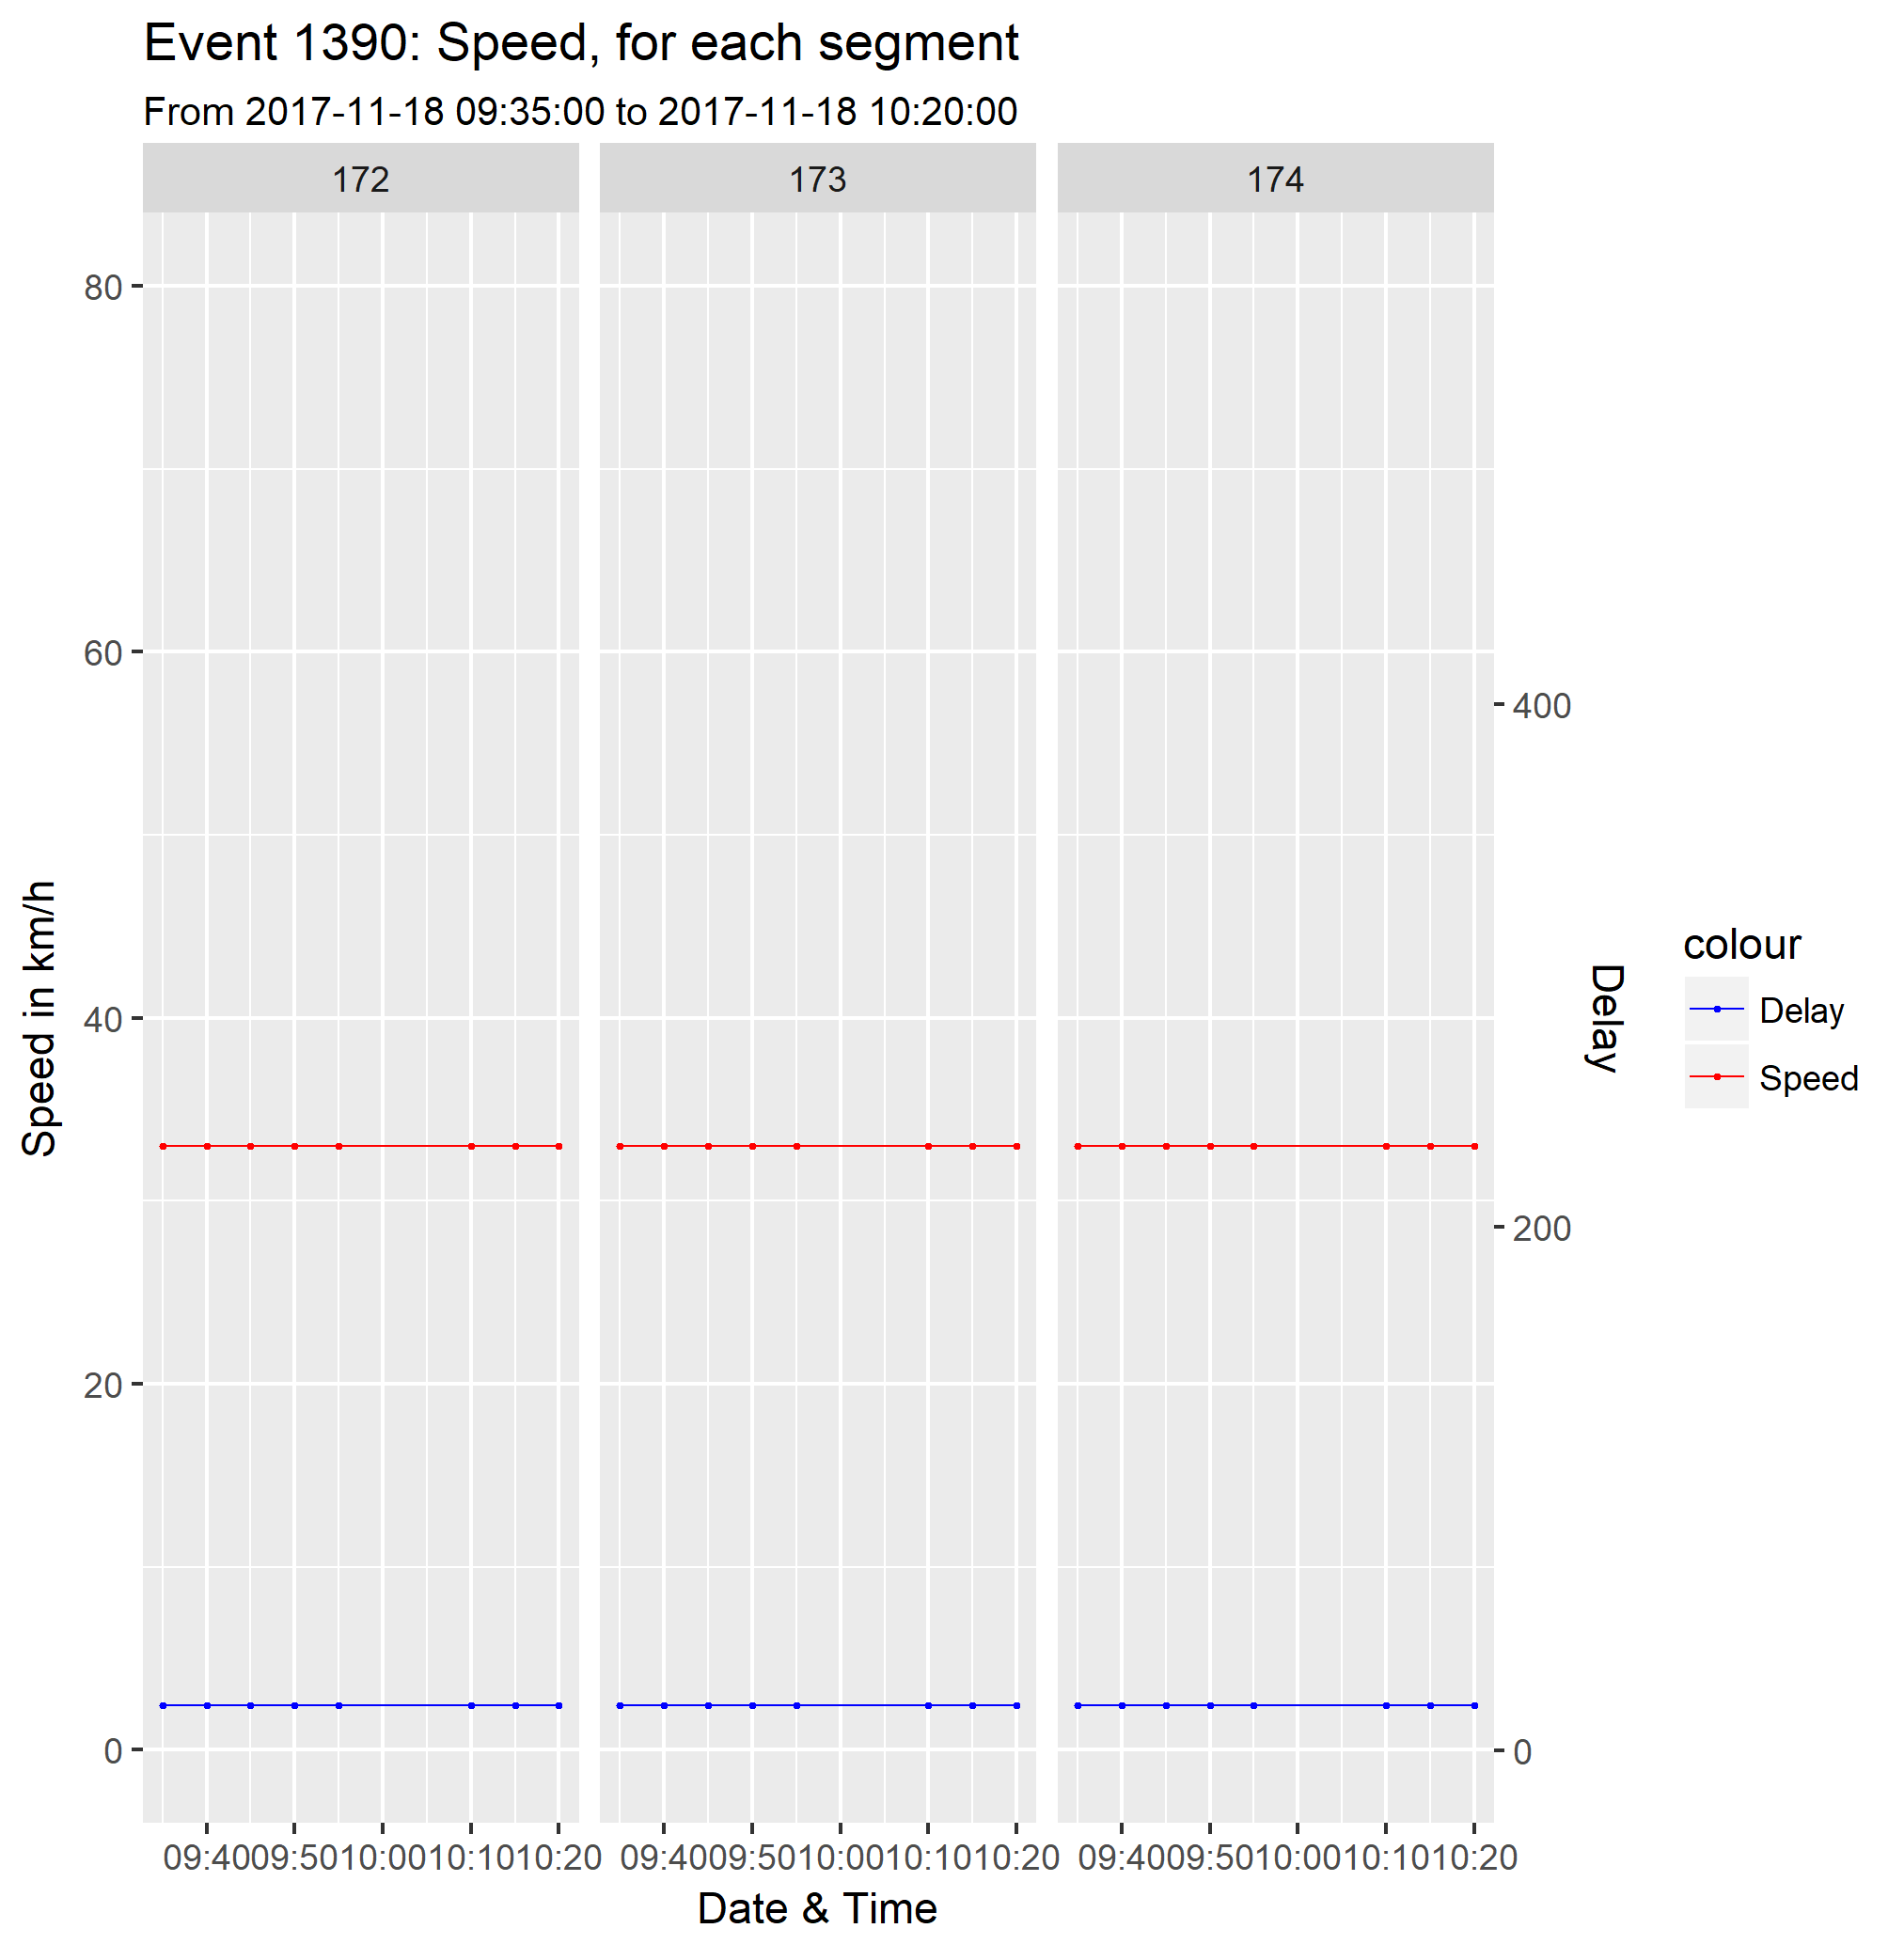 Event 1390: Speed, for each segment
From 2017-11-18 09:35:00 to 2017-11-18 10:20:00
172 173 174
80
60
40
20
0
Speed in km/h
400
200
0
Delay
colour
Delay
Speed
09:40 09:50 10:00 10:10 10:20 09:40 09:50 10:00 10:10 10:20 09:40 09:50 10:00 10:10 10:20
Date & Time